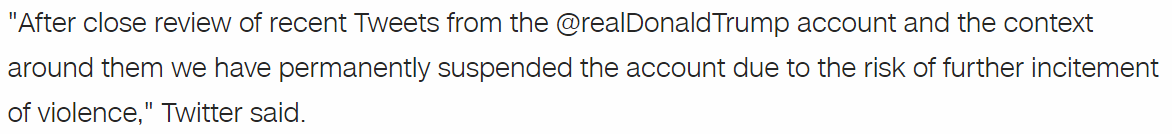 "After close review of recent Tweets from the @realDonaldTrump account and the context
around them we have permanently suspended the account due to the risk of further incitement
of violence," Twitter said.